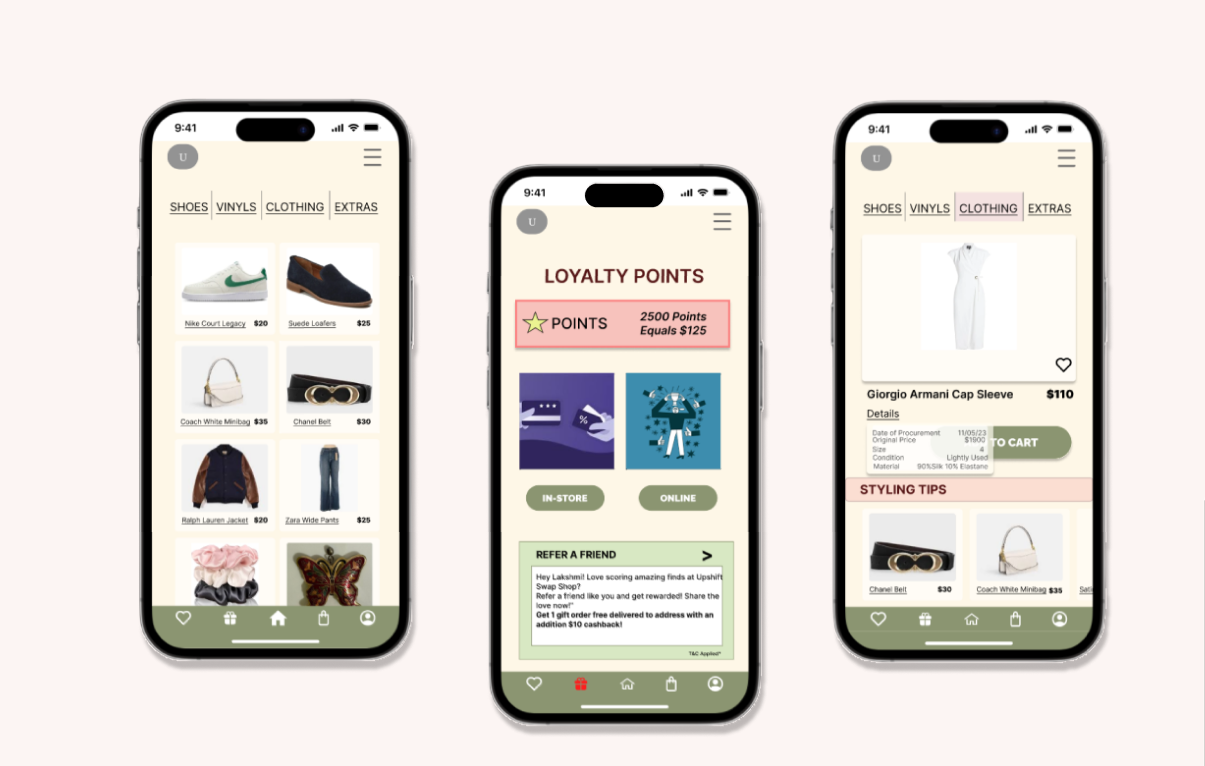 9:41
U
SHOES VINYLS CLOTHING EXTRAS
Nike Court Legacy $20
Suede Loafers $25
Coach White Minibag $35
Chanel Belt $30
Ralph Lauren Jacket $20
Zara Wide Pants $25
9:41
U
LOYALTY POINTS
POINTS
2500 Points
Equals $125
%
IN-STORE
ONLINE
REFER A FRIEND >
Hey Lakshmi! Love scoring amazing finds at Upshift
Swap Shop?
Refer a friend like you and get rewarded! Share the
love now!"
Get 1 gift order free delivered to address with an
addition $10 cashback!
T&C Applied*
9:41
U
SHOES VINYLS CLOTHING EXTRAS
Giorgio Armani Cap Sleeve $110
Details
Date of Procurement 11/05/23
Original Price $1900
Size 4
Condition Lightly Used
Material 90%Silk 10% Elastane
TO CART
STYLING TIPS
Chanel Bell $30
Coach White Minibag $35